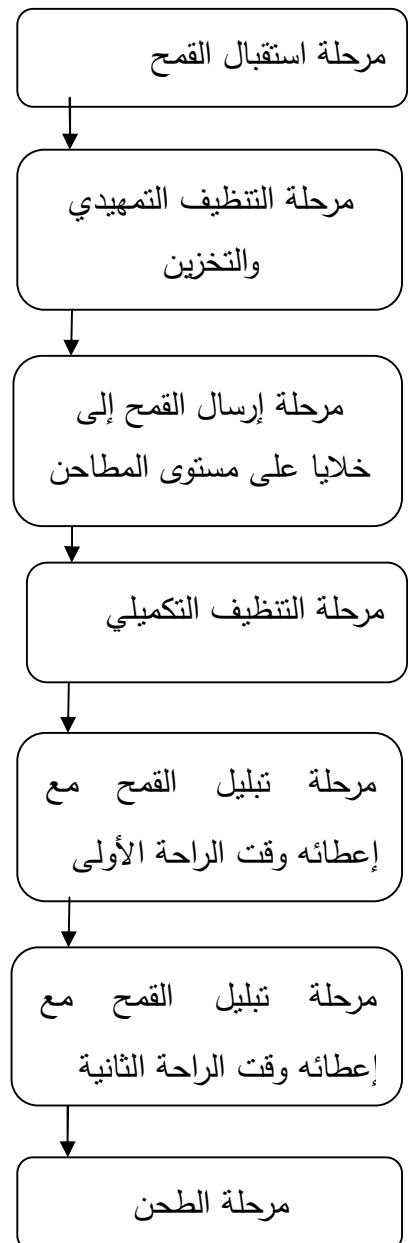 مرحلة استقبال القمح
مرحلة التنظيف التمهيدي
والتخزين
مرحلة إرسال القمح إلى
خلايا على مستوى المطاحن
مرحلة التنظيف التكميلي
مرحلة تبليل القمح مع
إعطائه وقت الراحة الأولى
مرحلة تبليل القمح مع
إعطائه وقت الراحة الثانية
مرحلة الطحن